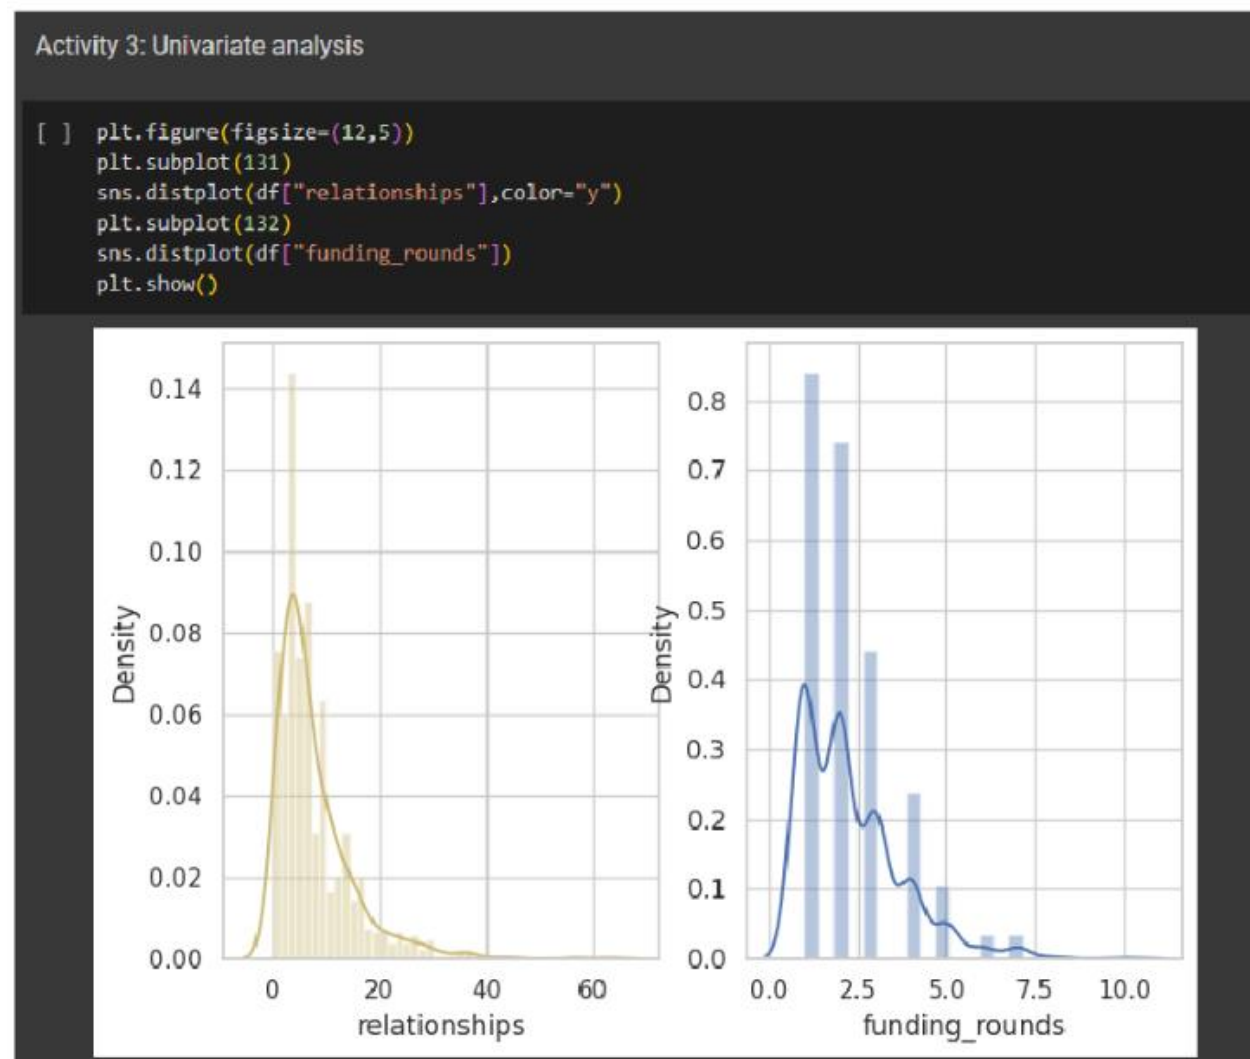 Activity 3: Univariate analysis
[ ] plt.figure(figsize=(12,5))
plt.subplot(131)
sns.distplot(df["relationships"],color="y")
plt.subplot(132)
sns.distplot(df["funding_rounds"])
plt.show()
0.14
0.12
0.10
0.08
0.06
0.04
0.02
0.00
Density
0 20 40 60
relationships
0.8
0.7
0.6
0.5
0.4
0.3
0.2
0.1
0.0
Density
0.0 2.5 5.0 7.5 10.0
funding_rounds